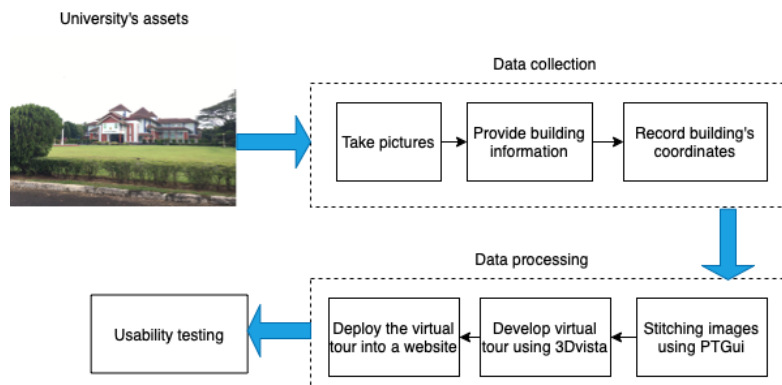 University's assets
Data collection
Take pictures
Provide building
information
Record building's
coordinates
Data processing
Stitching images
using PTGui
Develop virtual
tour using 3Dvista
Deploy the virtual
tour into a website
Usability testing